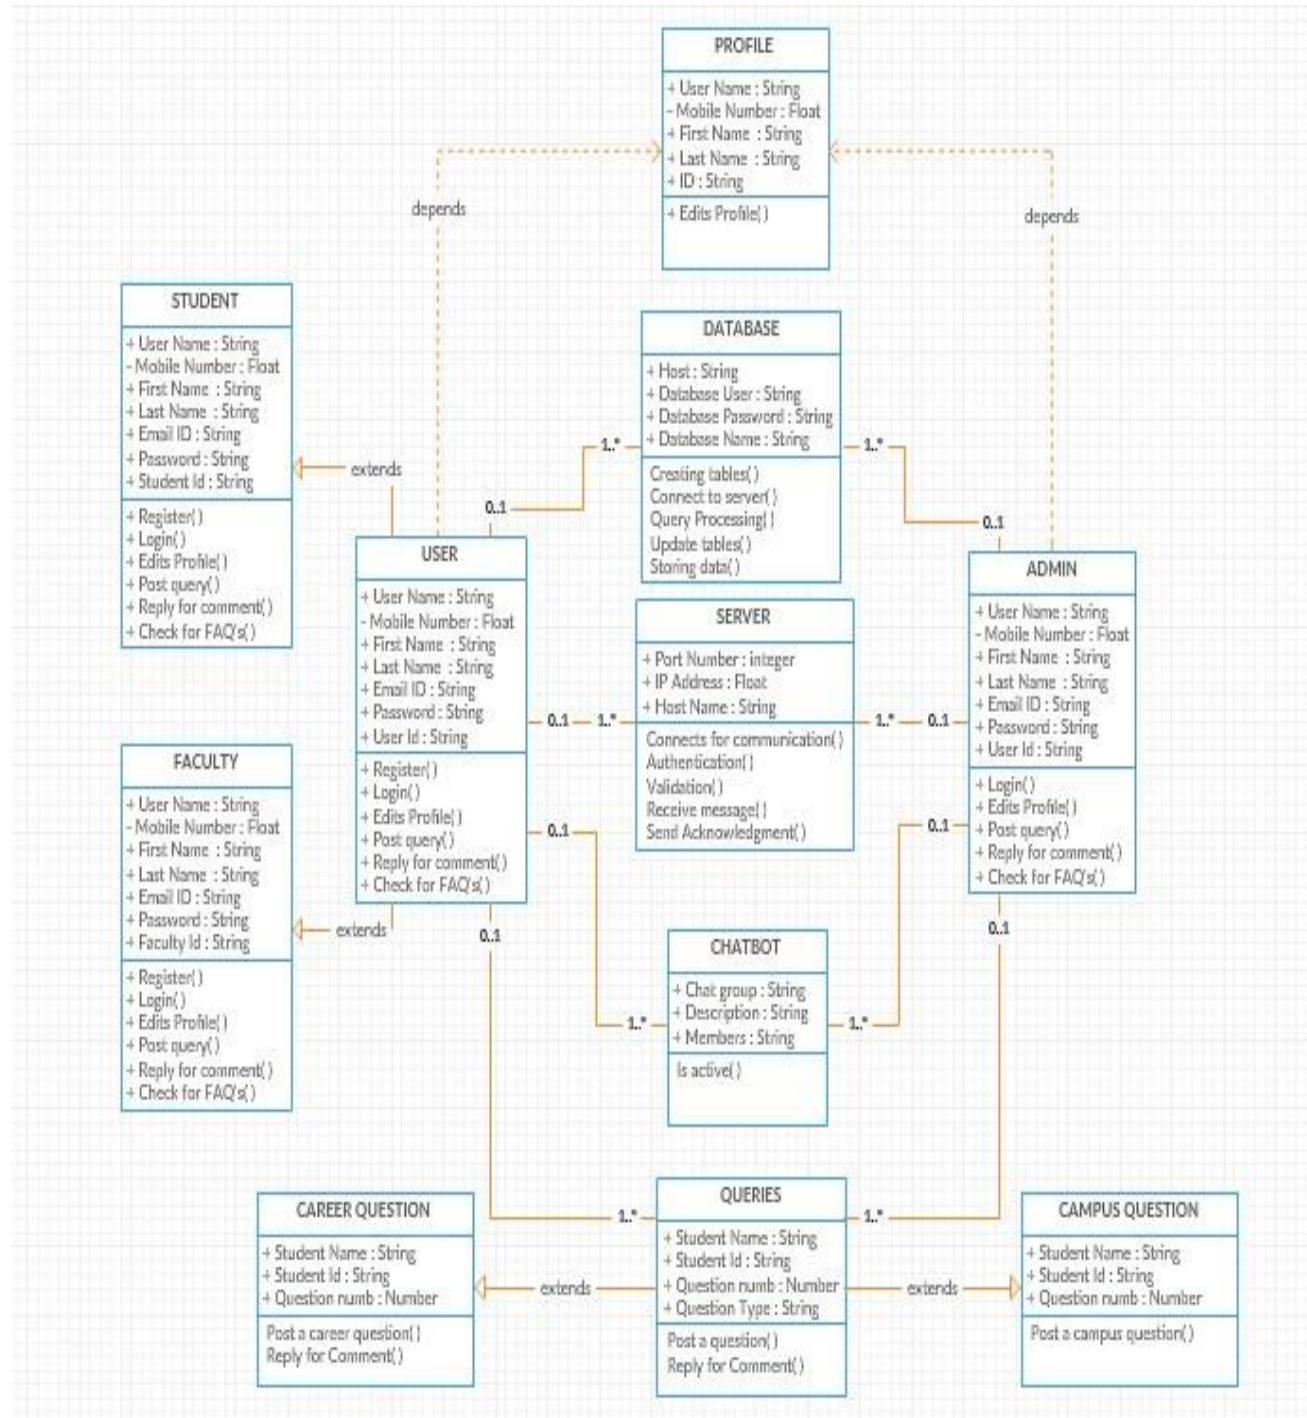 PROFILE
+ User Name : String
- Mobile Number : Float
+ First Name : String
+ Last Name : String
+ ID : String
+ Edits Profile( )
depends
depends
STUDENT
+ User Name : String
- Mobile Number : Float
+ First Name : String
+ Last Name : String
+ Email ID : String
+ Password : String
+ Student Id : String
+ Register( )
+ Login( )
+ Edits Profile( )
+ Post query( )
+ Reply for comment( )
+ Check for FAQ's( )
extends
DATABASE
+ Host : String
+ Database User : String
+ Database Password : String
+ Database Name : String
Creating tables( )
Connect to server( )
Query Processing( )
Update tables( )
Storing data( )
1..*
1..*
0..1
0..1
USER
+ User Name : String
- Mobile Number : Float
+ First Name : String
+ Last Name : String
+ Email ID : String
+ Password : String
+ User Id : String
+ Register( )
+ Login( )
+ Edits Profile( )
+ Post query( )
+ Reply for comment( )
+ Check for FAQ's( )
SERVER
+ Port Number : integer
+ IP Address : Float
+ Host Name : String
Connects for communication( )
Authentication( )
Validation( )
Receive message( )
Send Acknowledgment( )
0..1
1..*
1..*
0..1
ADMIN
+ User Name : String
- Mobile Number : Float
+ First Name : String
+ Last Name : String
+ Email ID : String
+ Password : String
+ User Id : String
+ Login( )
+ Edits Profile( )
+ Post query( )
+ Reply for comment( )
+ Check for FAQ's( )
FACULTY
+ User Name : String
- Mobile Number : Float
+ First Name : String
+ Last Name : String
+ Email ID : String
+ Password : String
+ Faculty Id : String
+ Register( )
+ Login( )
+ Edits Profile( )
+ Post query( )
+ Reply for comment( )
+ Check for FAQ's( )
extends
0..1
0..1
0..1
0..1
CHATBOT
+ Chat group : String
+ Description : String
+ Members : String
Is active( )
1..*
1..*
CAREER QUESTION
+ Student Name : String
+ Student Id : String
+ Question numb : Number
Post a career question( )
Reply for Comment( )
1..*
QUERIES
+ Student Name : String
+ Student Id : String
+ Question numb : Number
+ Question Type : String
Post a question( )
Reply for Comment( )
1..*
extends
extends
CAMPUS QUESTION
+ Student Name : String
+ Student Id : String
+ Question numb : Number
Post a campus question( )